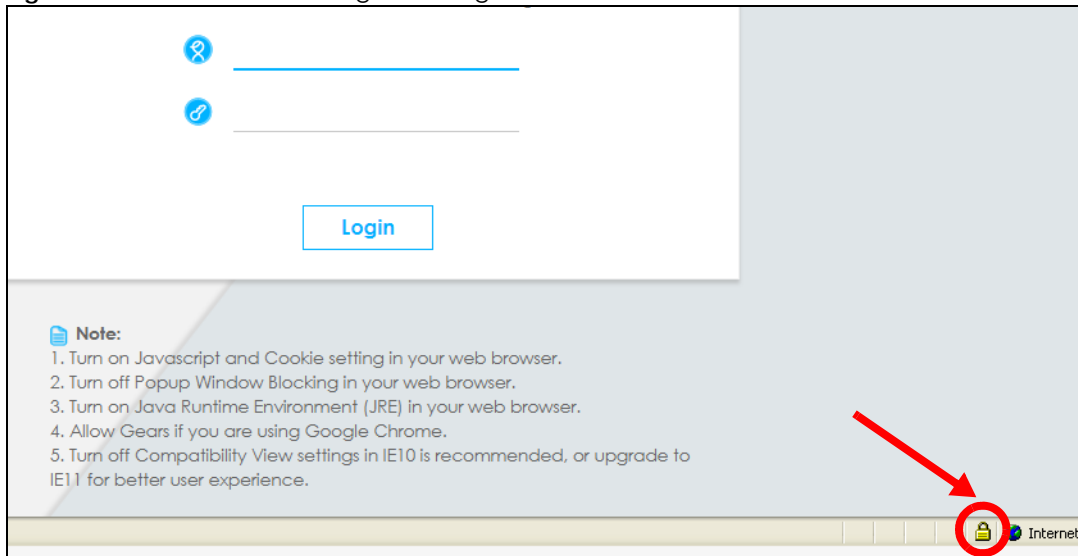 Login
Note:
1. Turn on Javascript and Cookie setting in your web browser.
2. Turn off Popup Window Blocking in your web browser.
3. Turn on Java Runtime Environment (JRE) in your web browser.
4. Allow Gears if you are using Google Chrome.
5. Turn off Compatibility View settings in IE10 is recommended, or upgrade to
IE11 for better user experience.
Internet